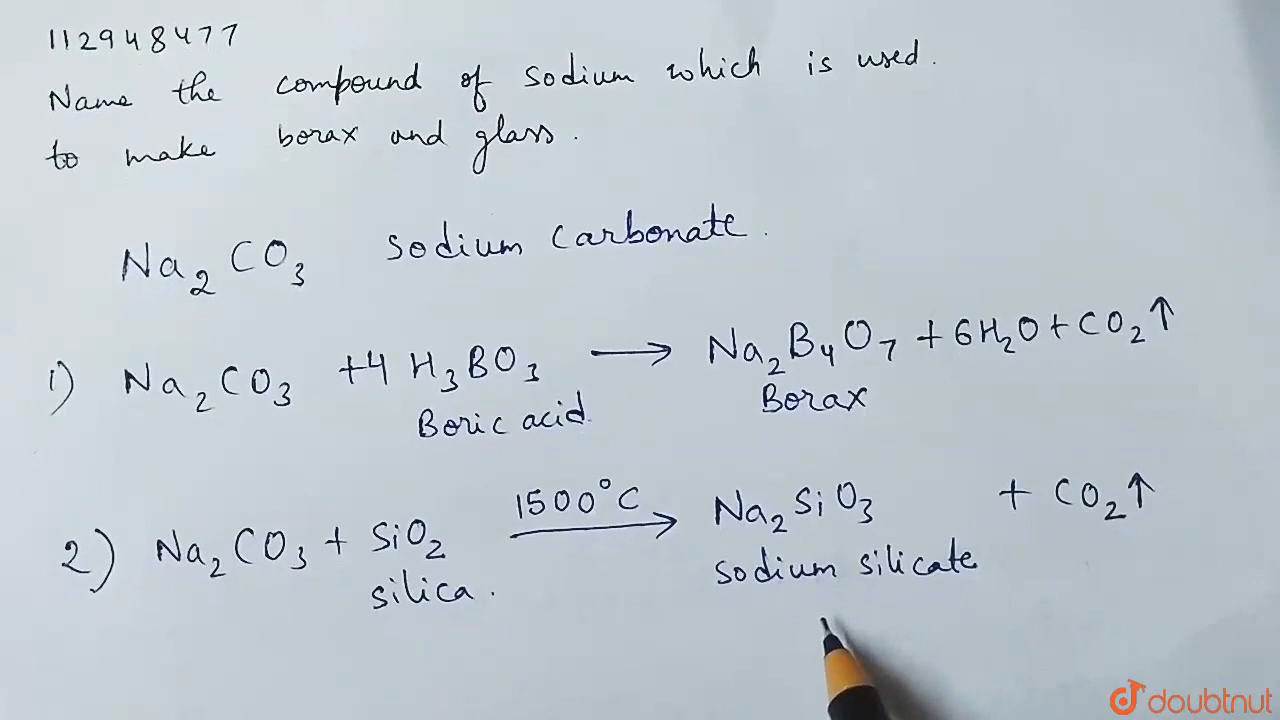 112948477
Name the compound of sodium which is used.
to make borax and glass.
Na₂CO₃ Sodium Carbonate.
1) Na₂CO₃ + 4 H₃BO₃ ⟶ Na₂B₄O₇ + 6H₂O + CO₂↑
Boric acid. Borax
2) Na₂CO₃ + SiO₂ 1500°C ⟶ Na₂SiO₃ + CO₂↑
silica. sodium silicate
doubtnut